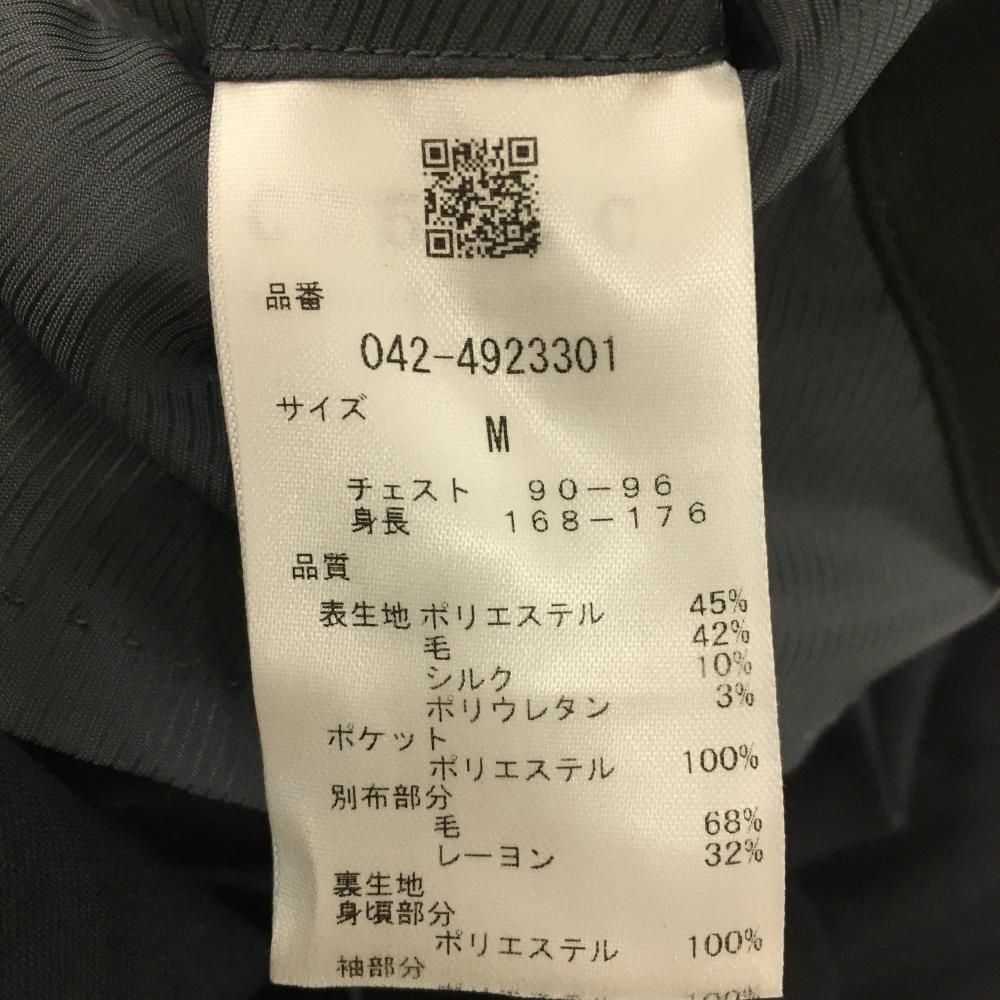 品番
042-4923301
サイズ
M
チェスト 90-96
身長 168-176
品質
表生地 ポリエステル 45%
毛 42%
シルク 10%
ポリウレタン 3%
ポケット
ポリエステル 100%
別布部分
毛 68%
レーヨン 32%
裏生地
身頃部分
ポリエステル 100%
袖部分
100%